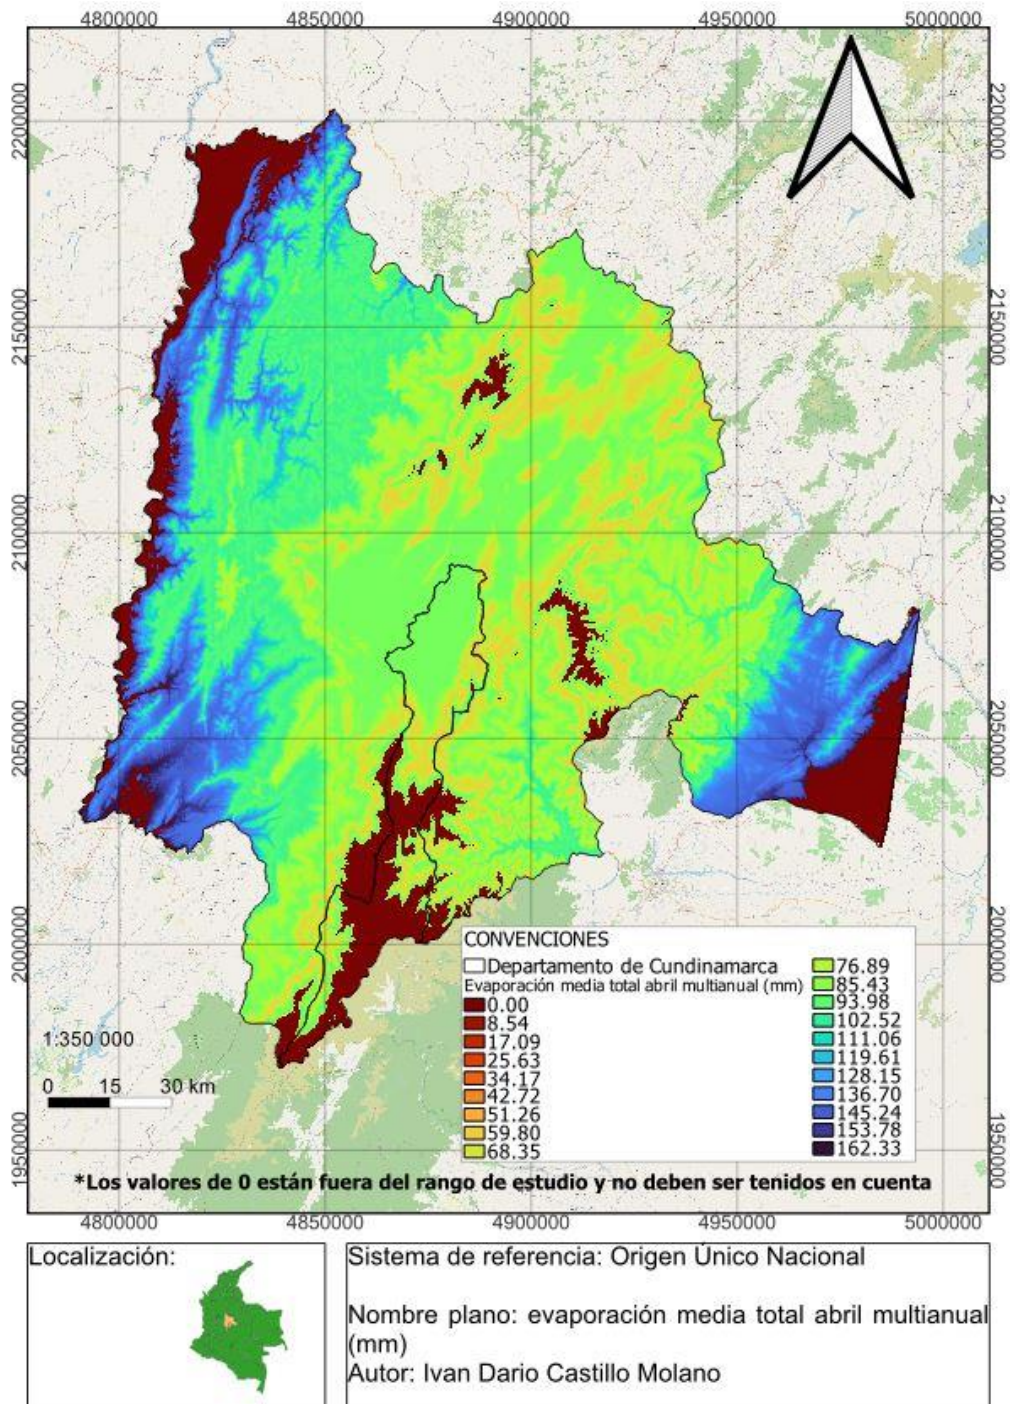 4800000 4850000 4900000 4950000 5000000
2200000 2200000
2150000 2150000
2100000 2100000
2050000 2050000
2000000 2000000
1950000 1950000
CONVENCIONES
Departamento de Cundinamarca
Evaporación media total abril multianual (mm)
0.00
8.54
17.09
25.63
34.17
42.72
51.26
59.80
68.35
76.89
85.43
93.98
102.52
111.06
119.61
128.15
136.70
145.24
153.78
162.33
1:350 000
0 15 30 km
*Los valores de 0 están fuera del rango de estudio y no deben ser tenidos en cuenta
4800000 4850000 4900000 4950000 5000000
Localización:
Sistema de referencia: Origen Único Nacional
Nombre plano: evaporación media total abril multianual
(mm)
Autor: Ivan Dario Castillo Molano